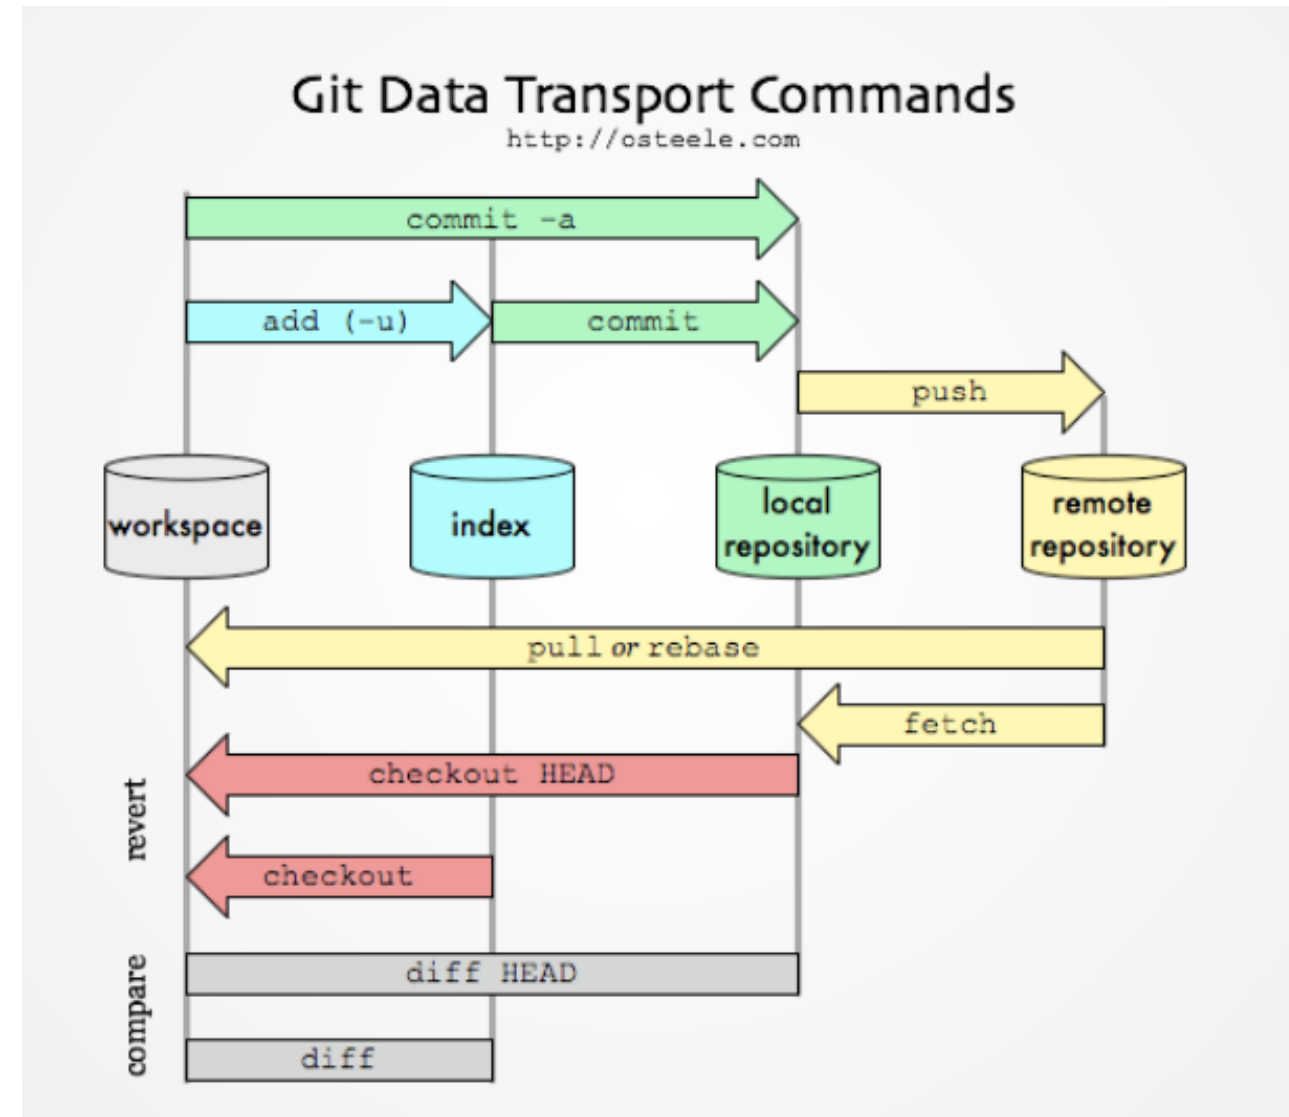 Git Data Transport Commands
http://osteele.com
commit -a
add (-u)
commit
push
workspace
index
local
repository
remote
repository
pull or rebase
fetch
revert
checkout HEAD
checkout
compare
diff HEAD
diff